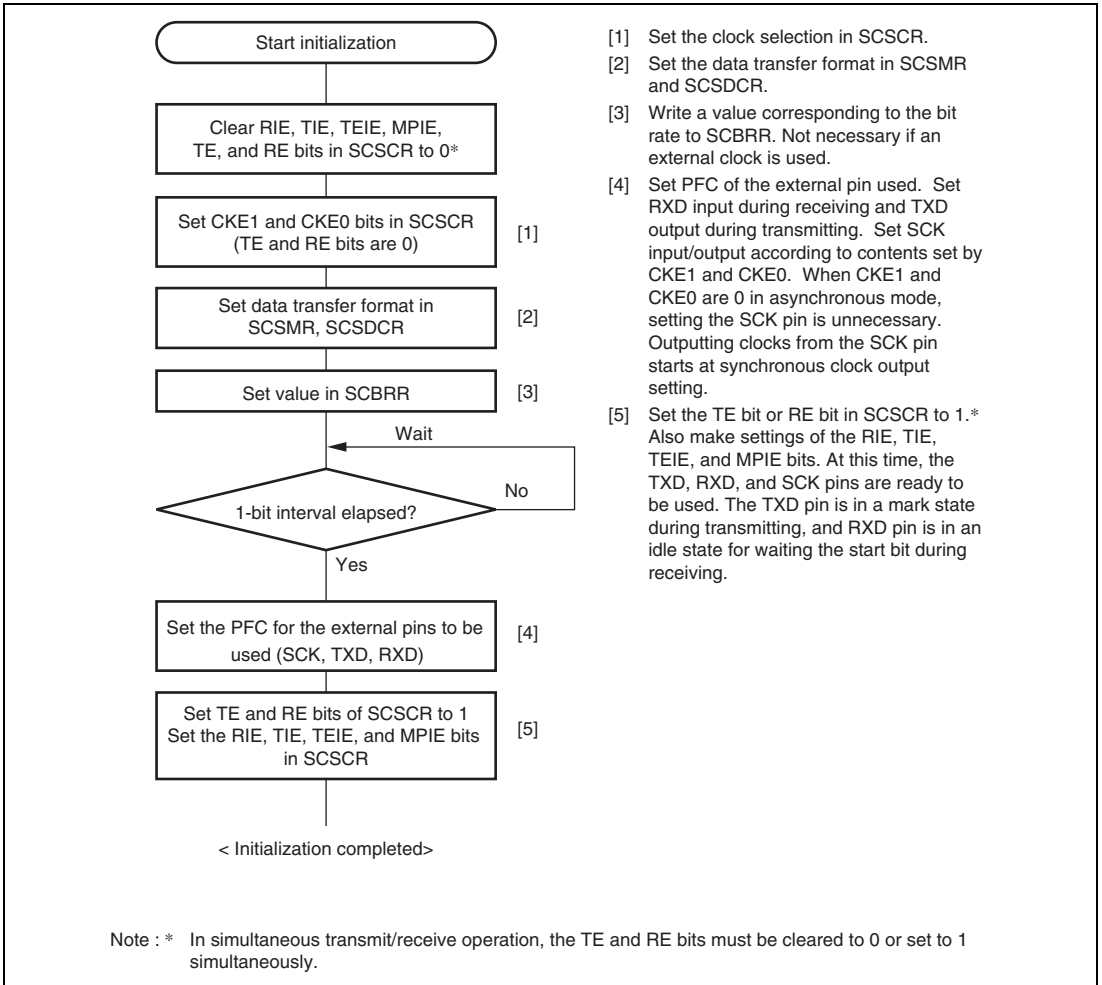 Start initialization
Clear RIE, TIE, TEIE, MPIE,
TE, and RE bits in SCSCR to 0*
Set CKE1 and CKE0 bits in SCSCR
(TE and RE bits are 0)
[1]
Set data transfer format in
SCSMR, SCSDCR
[2]
Set value in SCBRR
[3]
Wait
No
1-bit interval elapsed?
Yes
Set the PFC for the external pins to be
used (SCK, TXD, RXD)
[4]
Set TE and RE bits of SCSCR to 1
Set the RIE, TIE, TEIE, and MPIE bits
in SCSCR
[5]
< Initialization completed>
[1] Set the clock selection in SCSCR.
[2] Set the data transfer format in SCSMR
and SCSDCR.
[3] Write a value corresponding to the bit
rate to SCBRR. Not necessary if an
external clock is used.
[4] Set PFC of the external pin used. Set
RXD input during receiving and TXD
output during transmitting. Set SCK
input/output according to contents set by
CKE1 and CKE0. When CKE1 and
CKE0 are 0 in asynchronous mode,
setting the SCK pin is unnecessary.
Outputting clocks from the SCK pin
starts at synchronous clock output
setting.
[5] Set the TE bit or RE bit in SCSCR to 1.*
Also make settings of the RIE, TIE,
TEIE, and MPIE bits. At this time, the
TXD, RXD, and SCK pins are ready to
be used. The TXD pin is in a mark state
during transmitting, and RXD pin is in an
idle state for waiting the start bit during
receiving.
Note : * In simultaneous transmit/receive operation, the TE and RE bits must be cleared to 0 or set to 1
simultaneously.